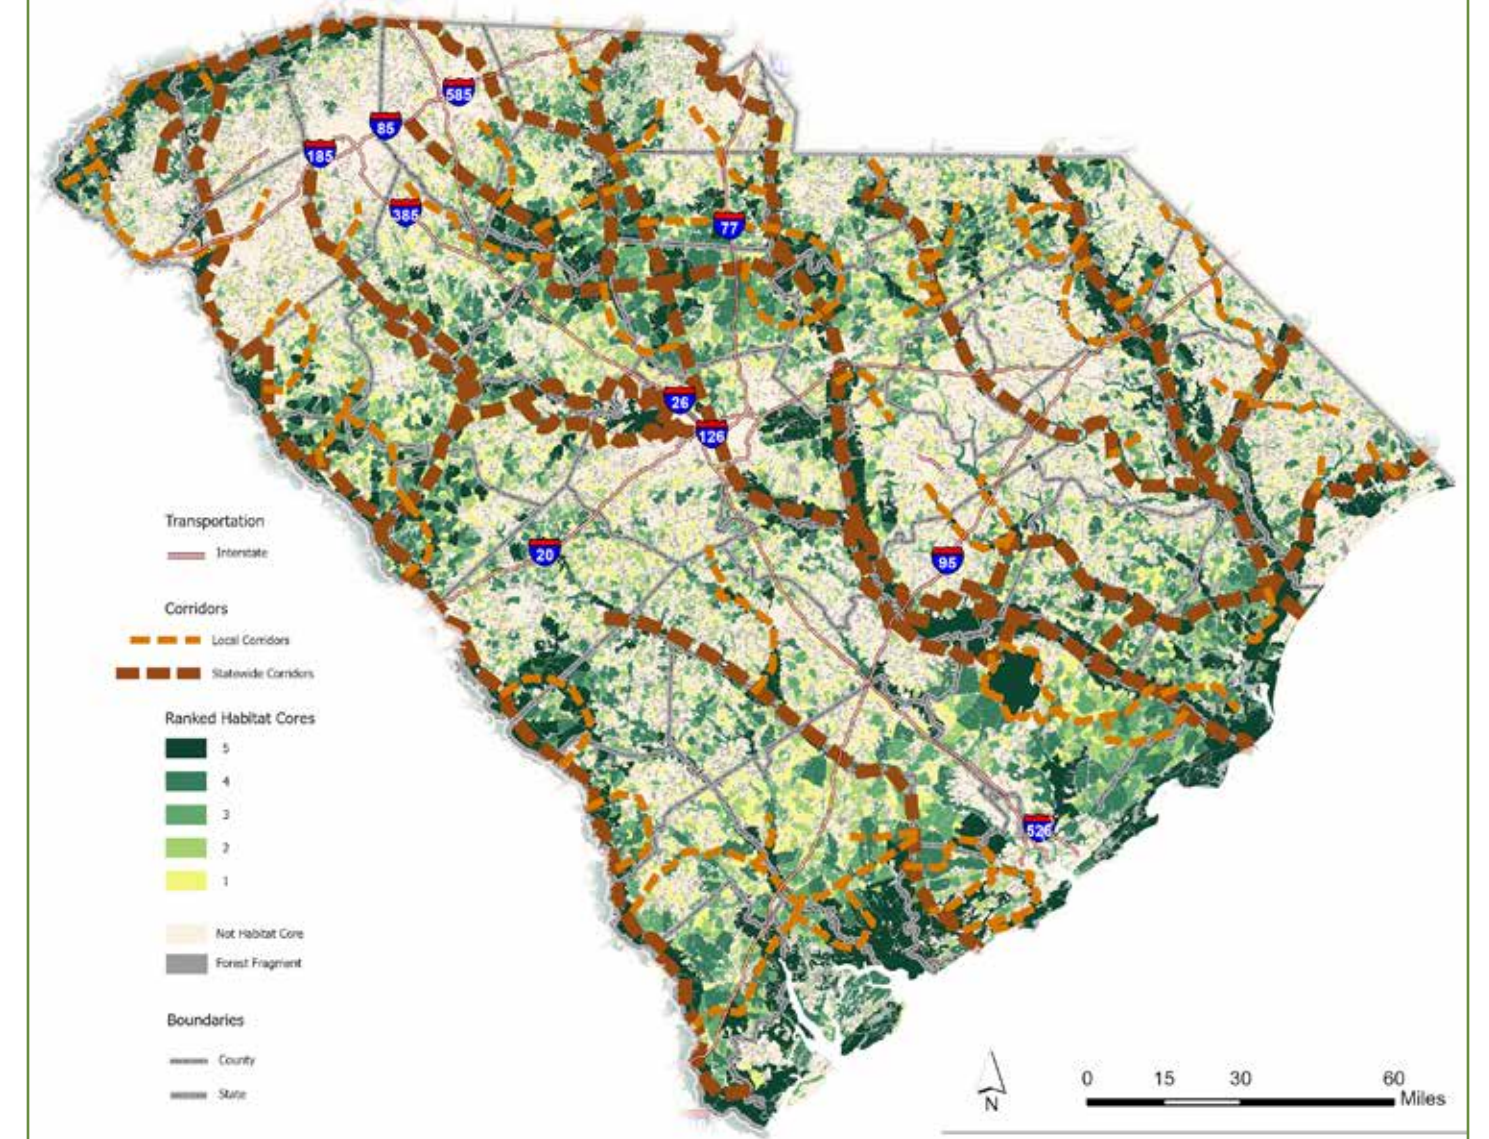 585
85
185
385
77
26
126
20
95
526
Transportation
Interstate
Corridors
Local Corridors
Statewide Corridors
Ranked Habitat Cores
5
4
3
2
1
Not Habitat Core
Forest Fragment
Boundaries
County
State
N
0 15 30 60
Miles